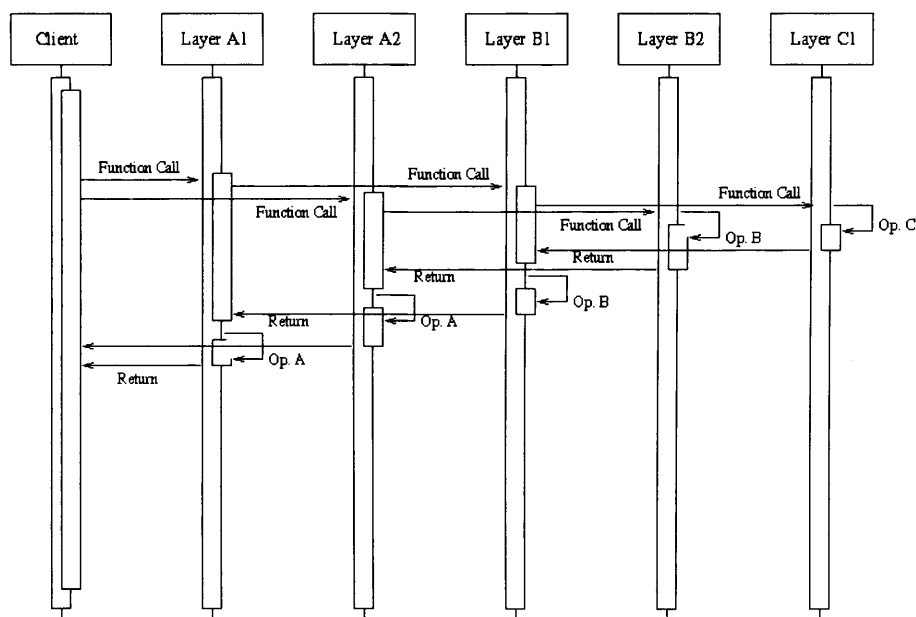 Client
Layer A1
Layer A2
Layer B1
Layer B2
Layer C1
Function Call
Function Call
Function Call
Function Call
Function Call
Op. C
Op. B
Return
Return
Op. B
Return
Op. A
Op. A
Return